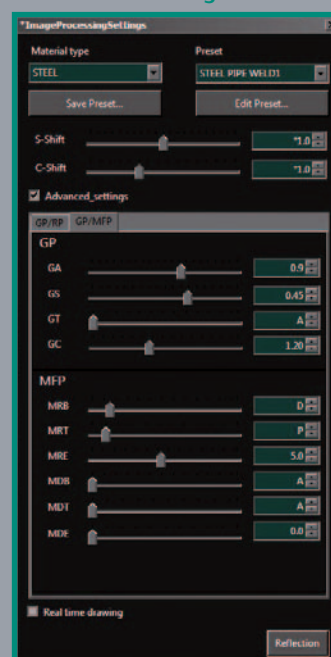 *ImageProcessingSettings
Material type Preset
STEEL STEEL PIPE WELD1
Save Preset... Edit Preset...
S-Shift *1.0
C-Shift *1.0
Advanced_settings
GP/RP GP/MFP
GP
GA 0.9
GS 0.45
GT A
GC 1.20
MFP
MRB D
MRT P
MRE 5.0
MDB A
MDT A
MDE 0.0
Real time drawing
Reflection